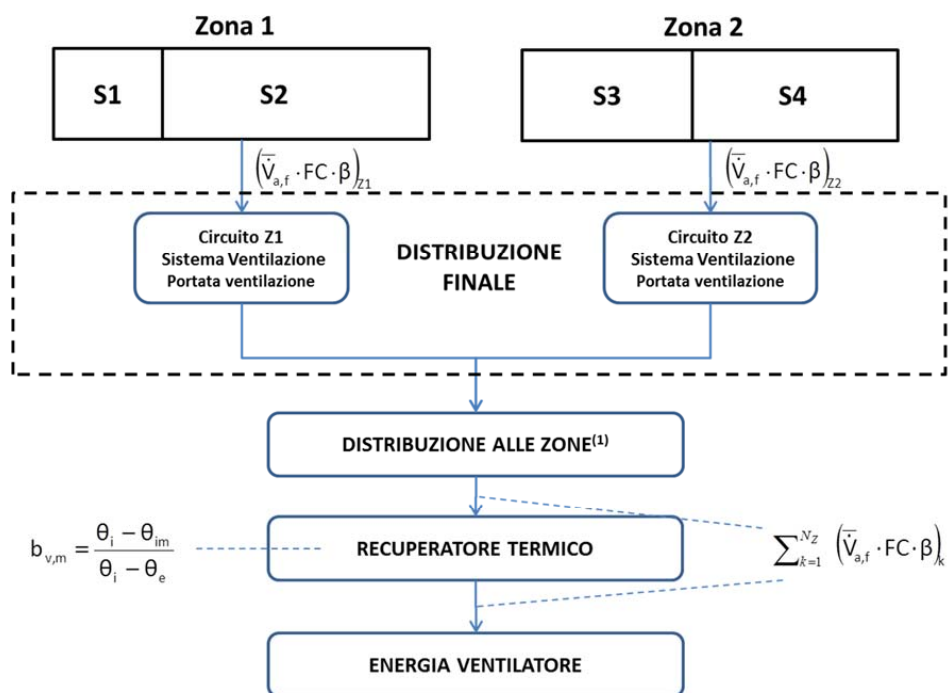 Zona 1 Zona 2
S1 S2 S3 S4
(V̇̅a,f · FC · β)Z1 (V̇̅a,f · FC · β)Z2
Circuito Z1
Sistema Ventilazione
Portata ventilazione
DISTRIBUZIONE
FINALE
Circuito Z2
Sistema Ventilazione
Portata ventilazione
DISTRIBUZIONE ALLE ZONE(1)
bv,m = (θi − θim) / (θi − θe)
RECUPERATORE TERMICO
∑k=1^NZ (V̇̅a,f · FC · β)k
ENERGIA VENTILATORE